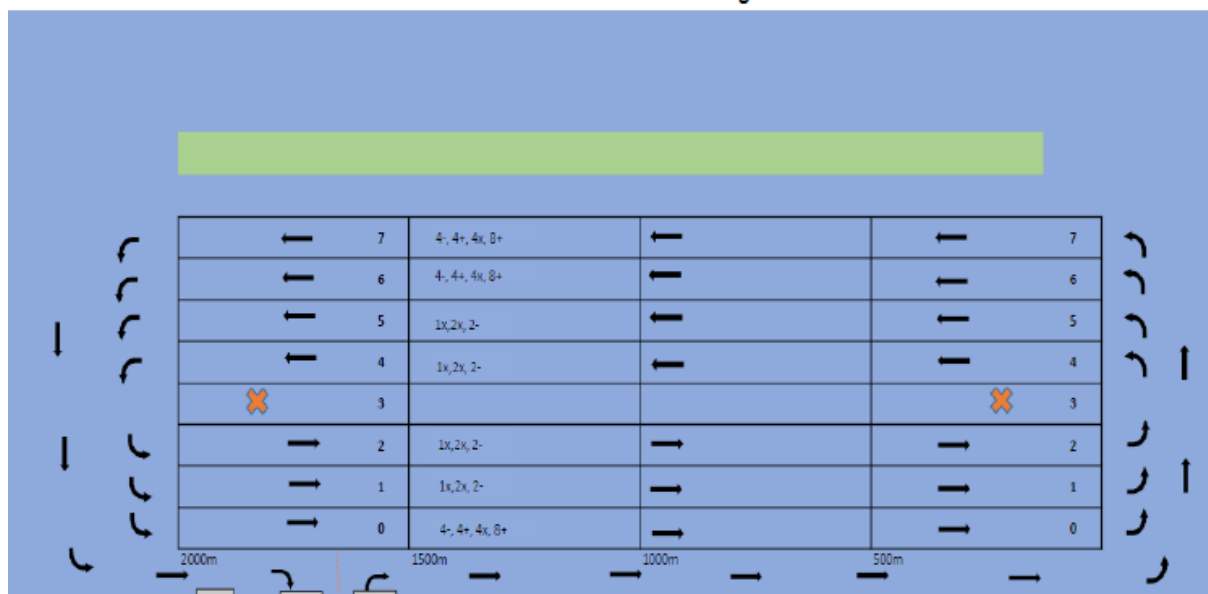 7 4-, 4+, 4x, 8+ 7
6 4-, 4+, 4x, 8+ 6
5 1x,2x, 2- 5
4 1x,2x, 2- 4
3 3
2 1x,2x, 2- 2
1 1x,2x, 2- 1
0 4-, 4+, 4x, 8+ 0
2000m 1500m 1000m 500m